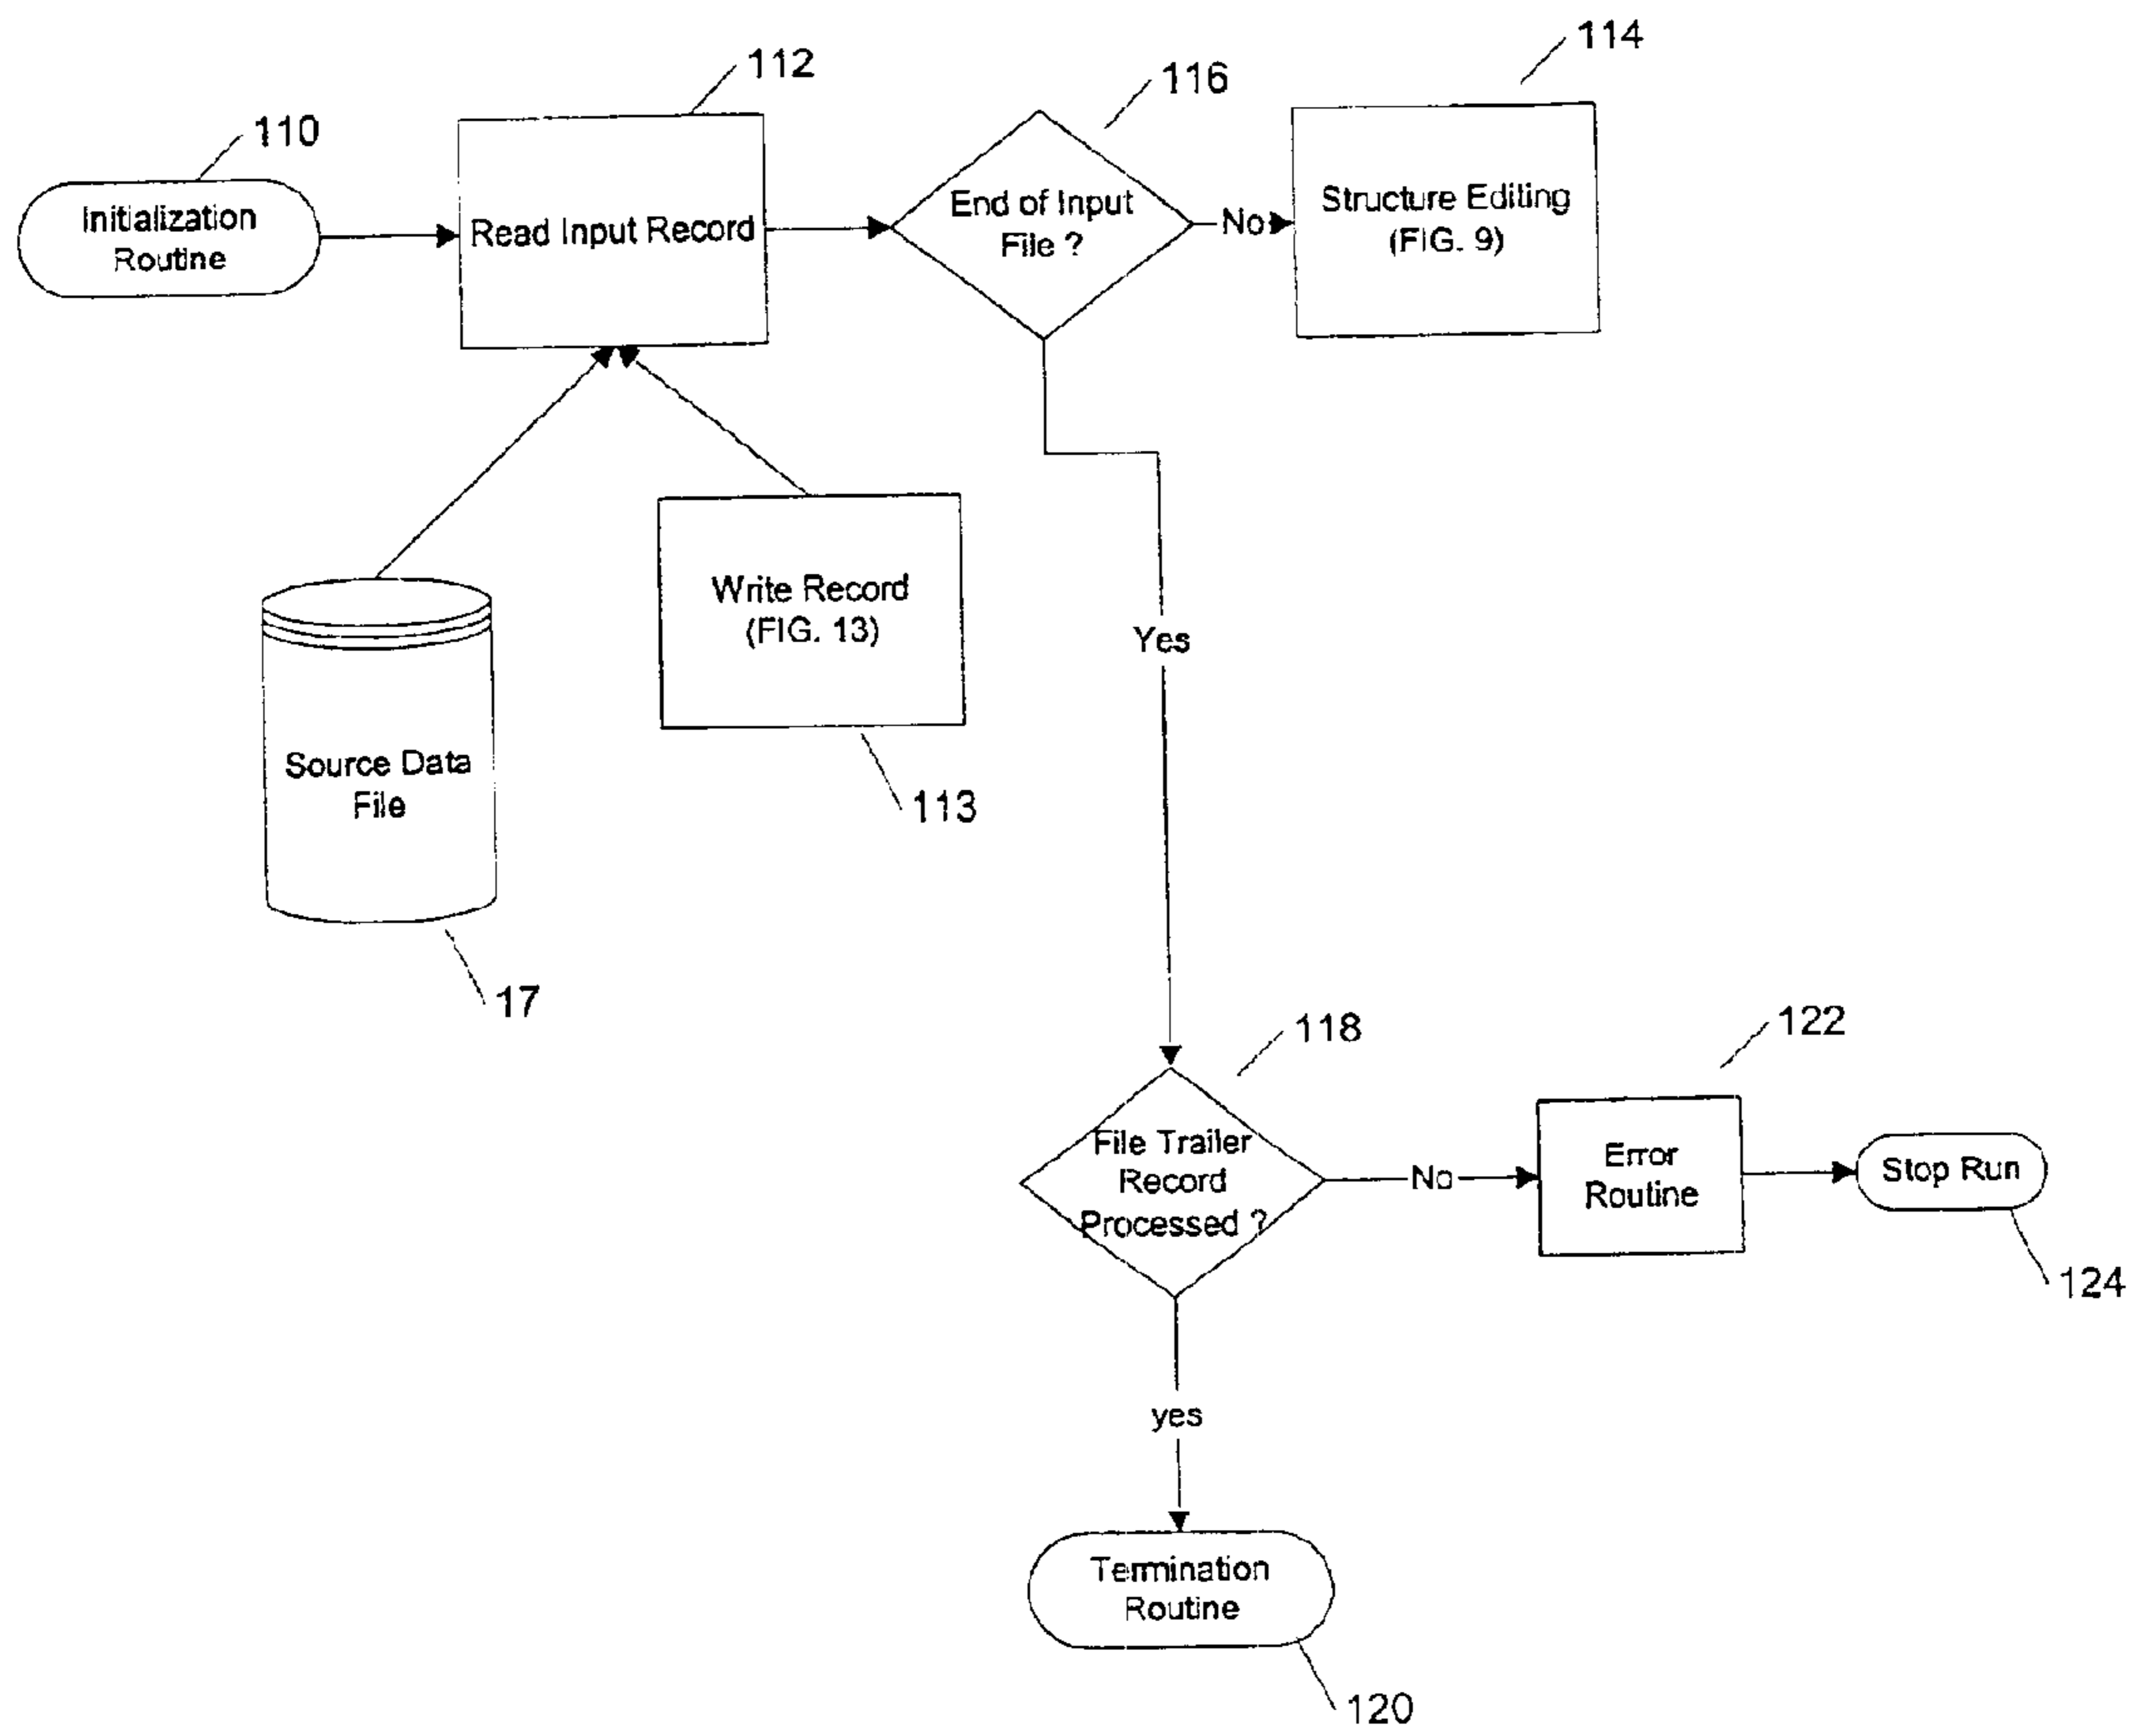 114
112
116
110
Initialization
Routine
Read Input Record
End of Input
File ?
No
Structure Editing
(FIG. 9)
Write Record
(FIG. 13)
Yes
Source Data
File
113
17
118
122
File Trailer
Record
Processed ?
No
Error
Routine
Stop Run
124
yes
Termination
Routine
120